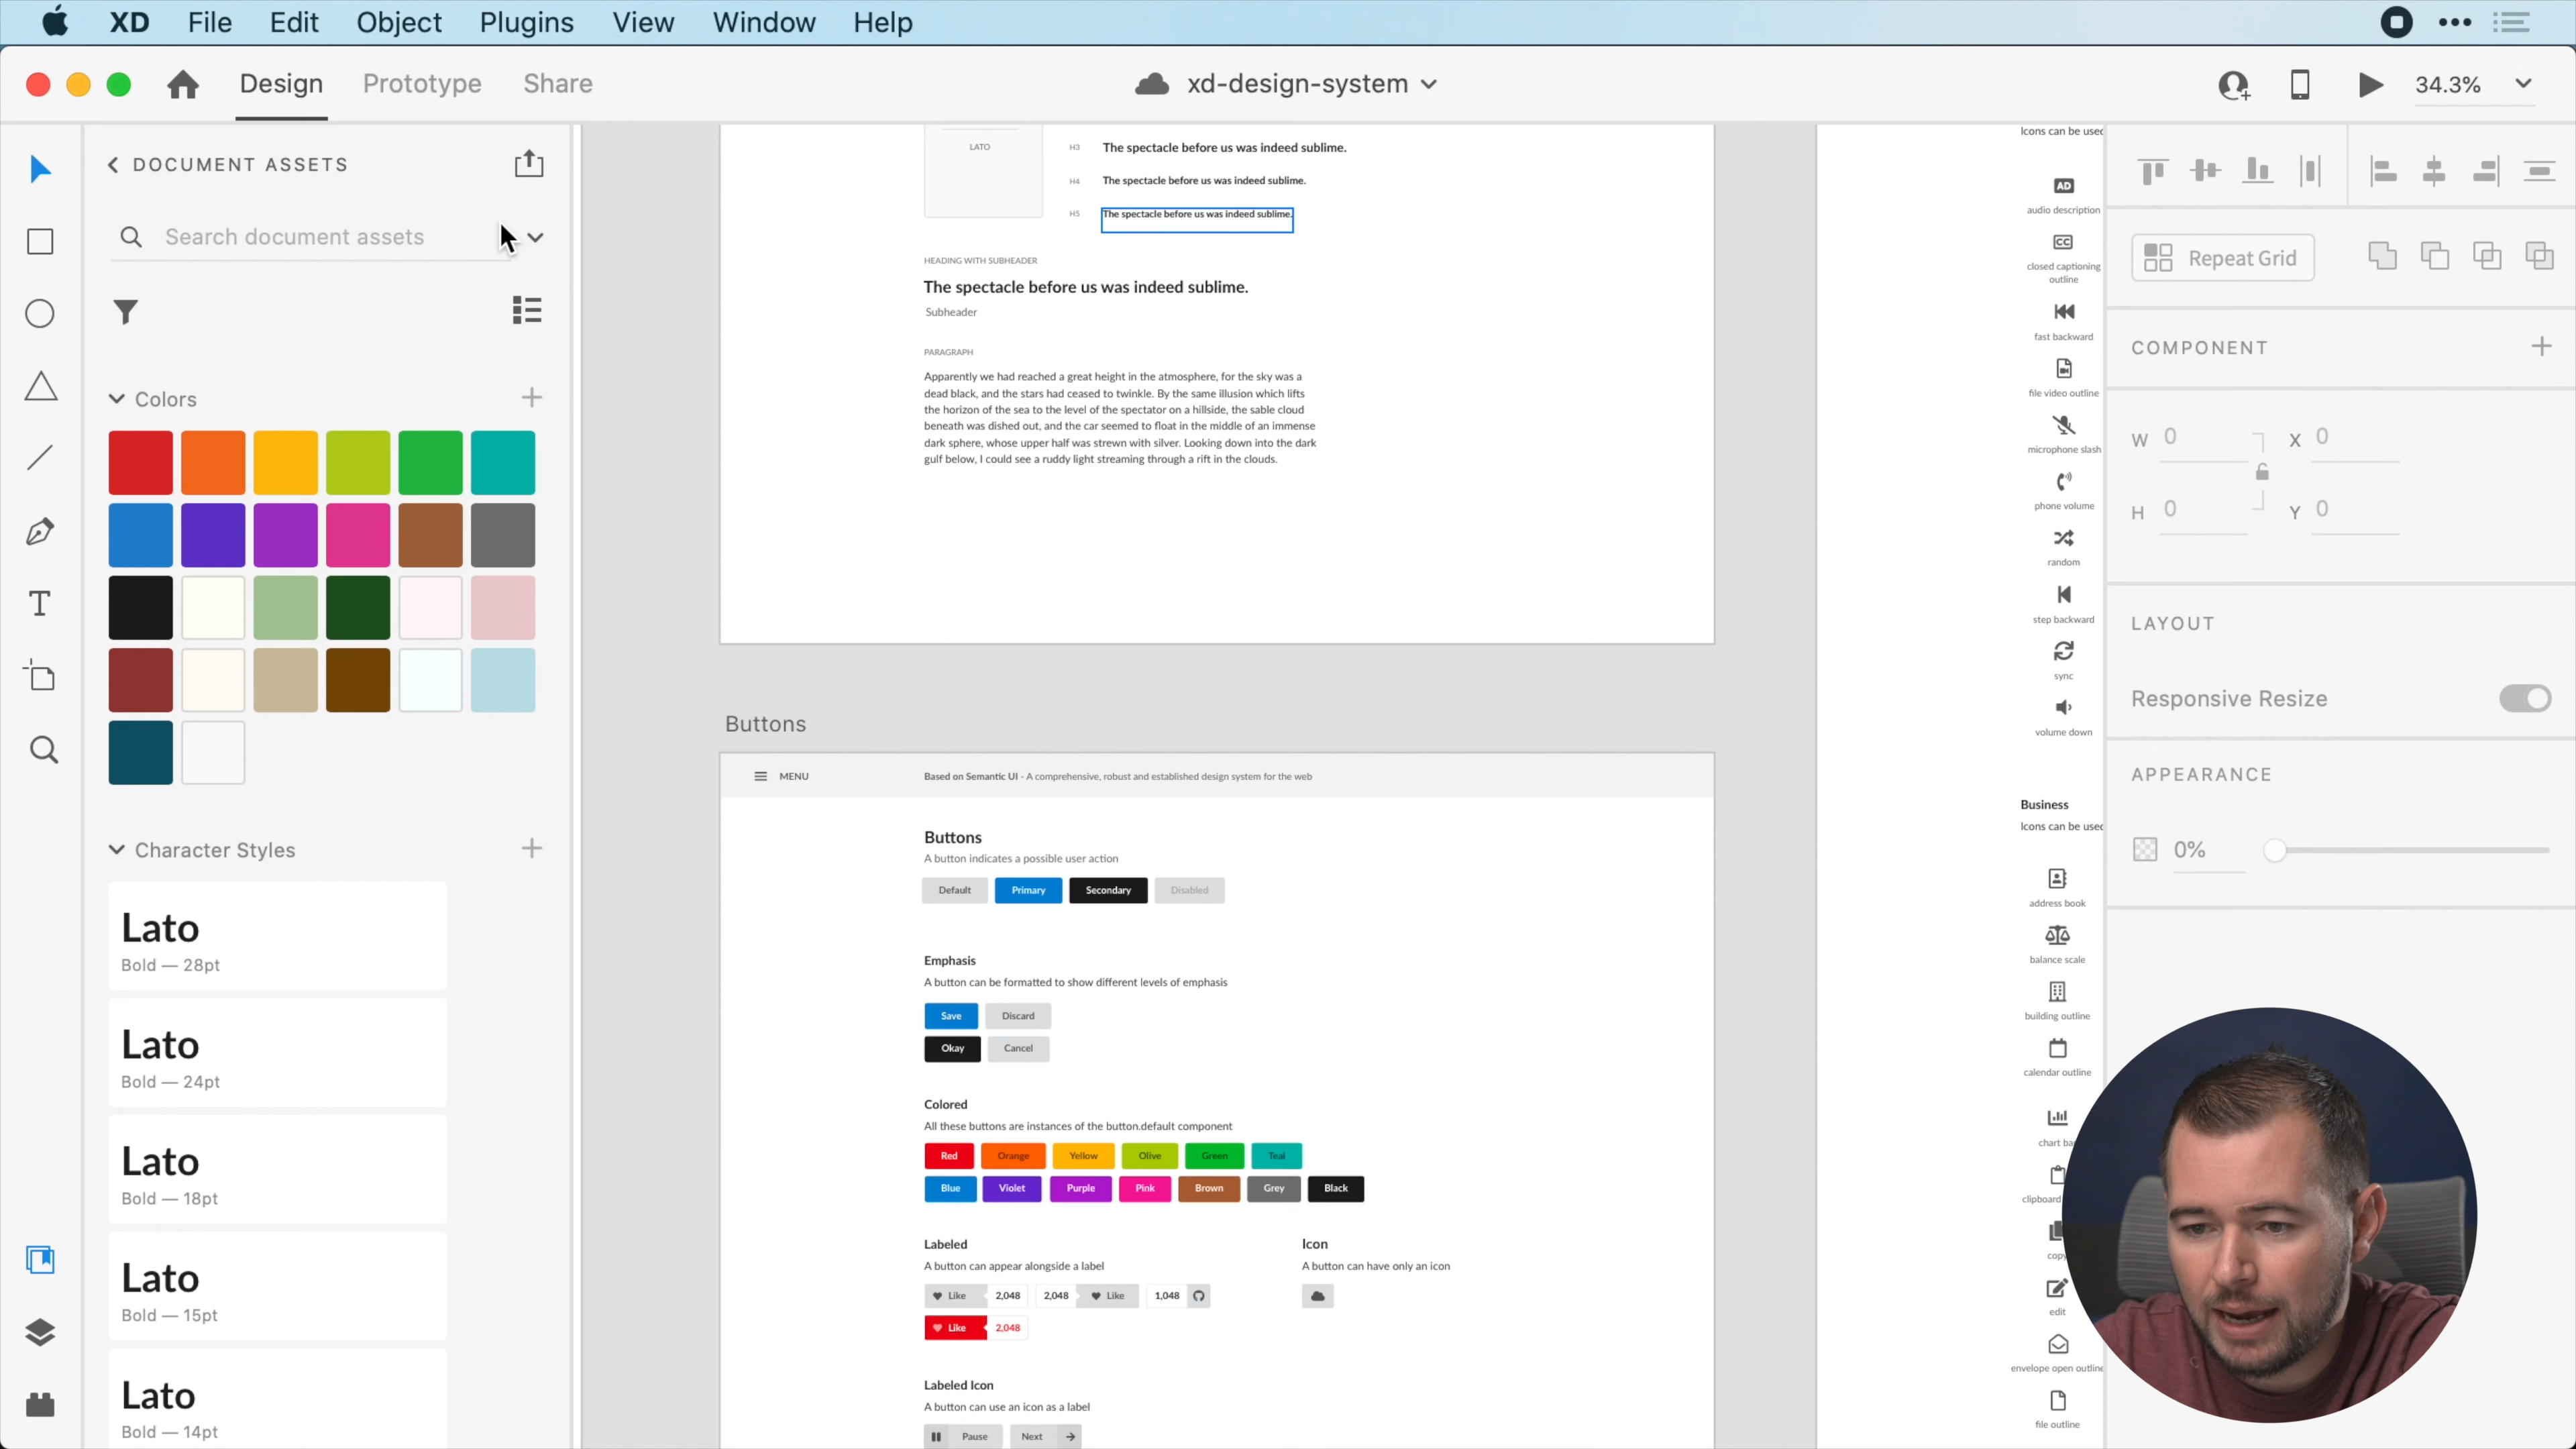 XD File Edit Object Plugins View Window Help
Design Prototype Share
xd-design-system
34.3%
DOCUMENT ASSETS
Search document assets
Colors
Character Styles
Lato
Bold — 28pt
Lato
Bold — 24pt
Lato
Bold — 18pt
Lato
Bold — 15pt
Lato
Bold — 14pt
LATO
H3 The spectacle before us was indeed sublime.
H4 The spectacle before us was indeed sublime.
H5 The spectacle before us was indeed sublime.
HEADING WITH SUBHEADER
The spectacle before us was indeed sublime.
Subheader
PARAGRAPH
Apparently we had reached a great height in the atmosphere, for the sky was a
dead black, and the stars had ceased to twinkle. By the same illusion which lifts
the horizon of the sea to the level of the spectator on a hillside, the sable cloud
beneath was dished out, and the car seemed to float in the middle of an immense
dark sphere, whose upper half was strewn with silver. Looking down into the dark
gulf below, I could see a ruddy light streaming through a rift in the clouds.
Buttons
MENU
Based on Semantic UI - A comprehensive, robust and established design system for the web
Buttons
A button indicates a possible user action
Default Primary Secondary Disabled
Emphasis
A button can be formatted to show different levels of emphasis
Save Discard
Okay Cancel
Colored
All these buttons are instances of the button.default component
Red Orange Yellow Olive Green Teal
Blue Violet Purple Pink Brown Grey Black
Labeled
A button can appear alongside a label
Like 2,048 2,048 Like 1,048
Like 2,048
Icon
A button can have only an icon
Labeled Icon
A button can use an icon as a label
Pause Next
Icons can be used
AD
audio description
CC
closed captioning
outline
fast backward
file video outline
microphone slash
phone volume
random
step backward
sync
volume down
Business
Icons can be used
address book
balance scale
building outline
calendar outline
chart ba
clipboard
copy
edit
envelope open outline
file outline
Repeat Grid
COMPONENT
W 0 X 0
H 0 Y 0
LAYOUT
Responsive Resize
APPEARANCE
0%